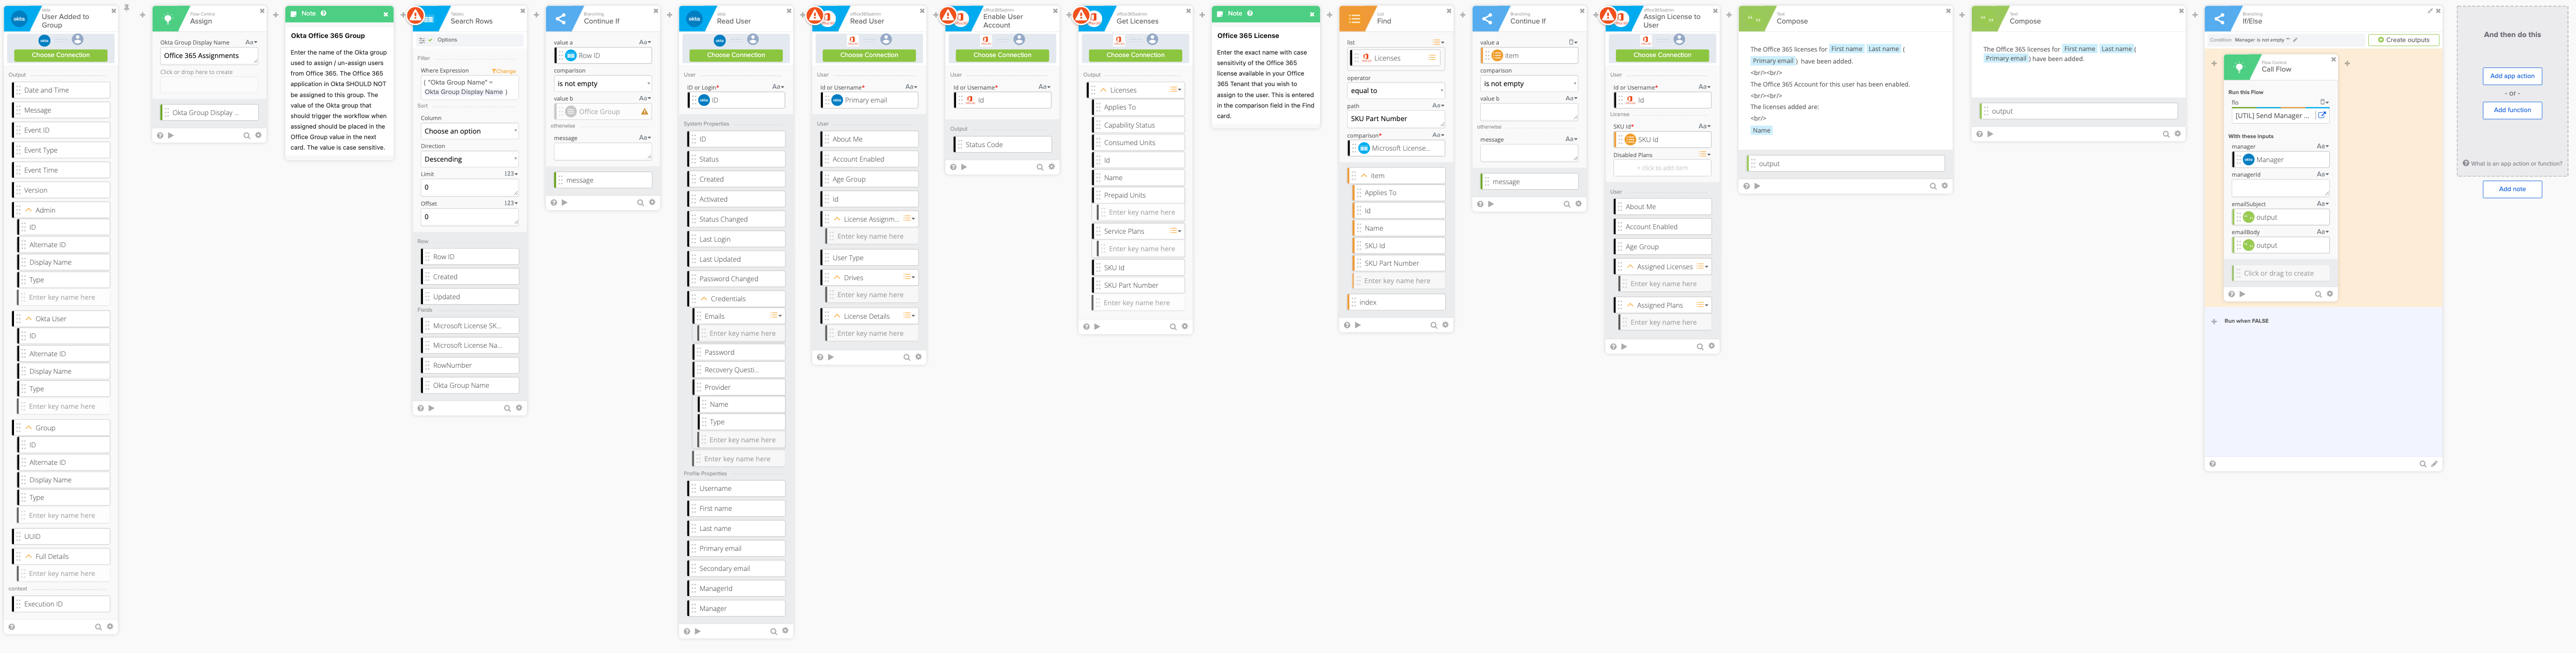 okta
User Added to
Group
Choose Connection
Output
Date and Time
Message
Event ID
Event Type
Event Time
Version
Admin
ID
Alternate ID
Display Name
Type
Enter key name here
Okta User
ID
Alternate ID
Display Name
Type
Enter key name here
Group
ID
Alternate ID
Display Name
Type
Enter key name here
UUID
Full Details
Enter key name here
context
Execution ID
Flow Control
Assign
Okta Group Display Name
Aa
Office 365 Assignments
Click or drop here to create
Okta Group Display ...
Note
Okta Office 365 Group
Enter the name of the Okta group
used to assign / un-assign users
from Office 365. The Office 365
application in Okta SHOULD NOT
be assigned to this group. The
value of the Okta group that
should trigger the workflow when
assigned should be placed in the
Office Group value in the next
card. The value is case sensitive.
Tables
Search Rows
Options
Filter
Where Expression
Change
( "Okta Group Name" =
Okta Group Display Name )
Sort
Column
Choose an option
Direction
Descending
Limit
123
0
Offset
123
0
Row
Row ID
Created
Updated
Fields
Microsoft License SK...
Microsoft License Na...
RowNumber
Okta Group Name
Branching
Continue If
value a
Aa
Row ID
comparison
is not empty
value b
Aa
Office Group
otherwise
message
Aa
message
okta
Read User
Choose Connection
User
ID or Login*
Aa
ID
System Properties
ID
Status
Created
Activated
Status Changed
Last Login
Last Updated
Password Changed
Credentials
Emails
Enter key name here
Password
Recovery Questi...
Provider
Name
Type
Enter key name here
Enter key name here
Profile Properties
Username
First name
Last name
Primary email
Secondary email
ManagerId
Manager
office365admin
Read User
Choose Connection
User
Id or Username*
Aa
Primary email
User
About Me
Account Enabled
Age Group
Id
License Assignm...
Enter key name here
User Type
Drives
Enter key name here
License Details
Enter key name here
office365admin
Enable User
Account
Choose Connection
User
Id or Username*
Aa
Id
Output
Status Code
office365admin
Get Licenses
Choose Connection
Output
Licenses
Applies To
Capability Status
Consumed Units
Id
Name
Prepaid Units
Enter key name here
Service Plans
Enter key name here
SKU Id
SKU Part Number
Enter key name here
Note
Office 365 License
Enter the exact name with case
sensitivity of the Office 365
license available in your Office
365 Tenant that you wish to
assign to the user. This is entered
in the comparison field in the Find
card.
List
Find
list
Licenses
operator
Aa
equal to
path
Aa
SKU Part Number
comparison*
Aa
Microsoft License...
item
Applies To
Id
Name
SKU Id
SKU Part Number
Enter key name here
index
Branching
Continue If
value a
item
comparison
Aa
is not empty
value b
Aa
otherwise
message
Aa
message
office365admin
Assign License to
User
Choose Connection
User
Id or Username*
Aa
Id
License
SKU Id*
Aa
SKU Id
Disabled Plans
+ click to add item
User
About Me
Account Enabled
Age Group
Assigned Licenses
Enter key name here
Assigned Plans
Enter key name here
Text
Compose
The Office 365 licenses for First name Last name (
Primary email ) have been added.
<br/><br/>
The Office 365 Account for this user has been enabled.
<br/><br/>
The licenses added are:
<br/>
Name
output
Text
Compose
The Office 365 licenses for First name Last name (
Primary email ) have been added.
output
Branching
If/Else
Condition Manager is not empty ""
Create outputs
Flow Control
Call Flow
Run this Flow
flo
[UTIL] Send Manager ...
With these inputs
manager
Aa
Manager
managerId
Aa
emailSubject
Aa
output
emailBody
Aa
output
Click or drag to create
Run when FALSE
And then do this
Add app action
- or -
Add function
What is an app action or function?
Add note